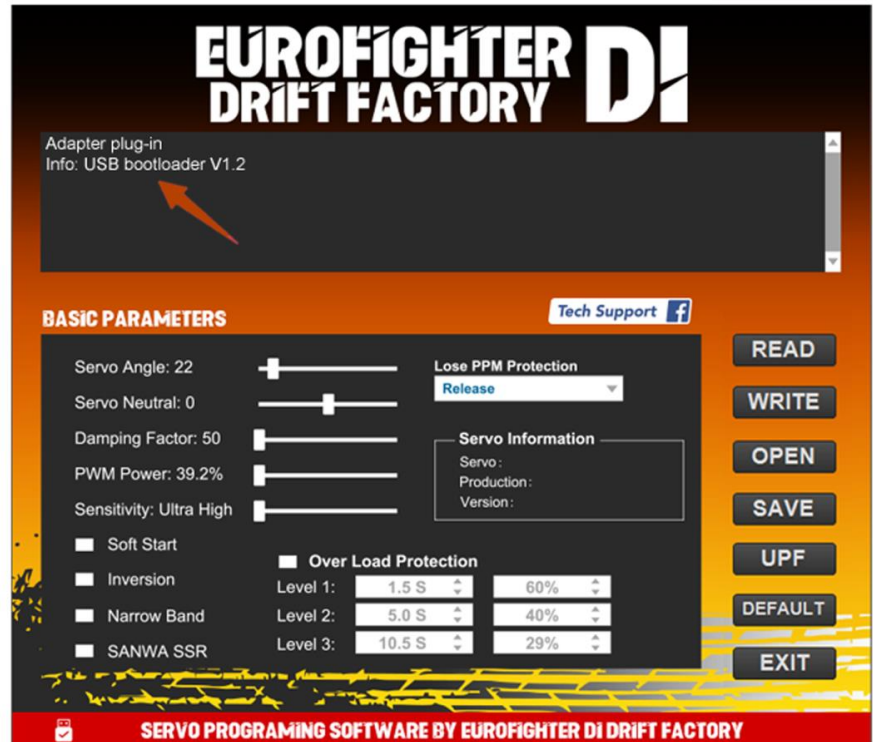 EUROFIGHTER DI
DRIFT FACTORY
Adapter plug-in
Info: USB bootloader V1.2
BASIC PARAMETERS
Tech Support f
Servo Angle: 22
Servo Neutral: 0
Damping Factor: 50
PWM Power: 39.2%
Sensitivity: Ultra High
Soft Start
Inversion
Narrow Band
SANWA SSR
Lose PPM Protection
Release
Servo Information
Servo:
Production:
Version:
Over Load Protection
Level 1: 1.5 S 60%
Level 2: 5.0 S 40%
Level 3: 10.5 S 29%
READ
WRITE
OPEN
SAVE
UPF
DEFAULT
EXIT
SERVO PROGRAMING SOFTWARE BY EUROFIGHTER DI DRIFT FACTORY